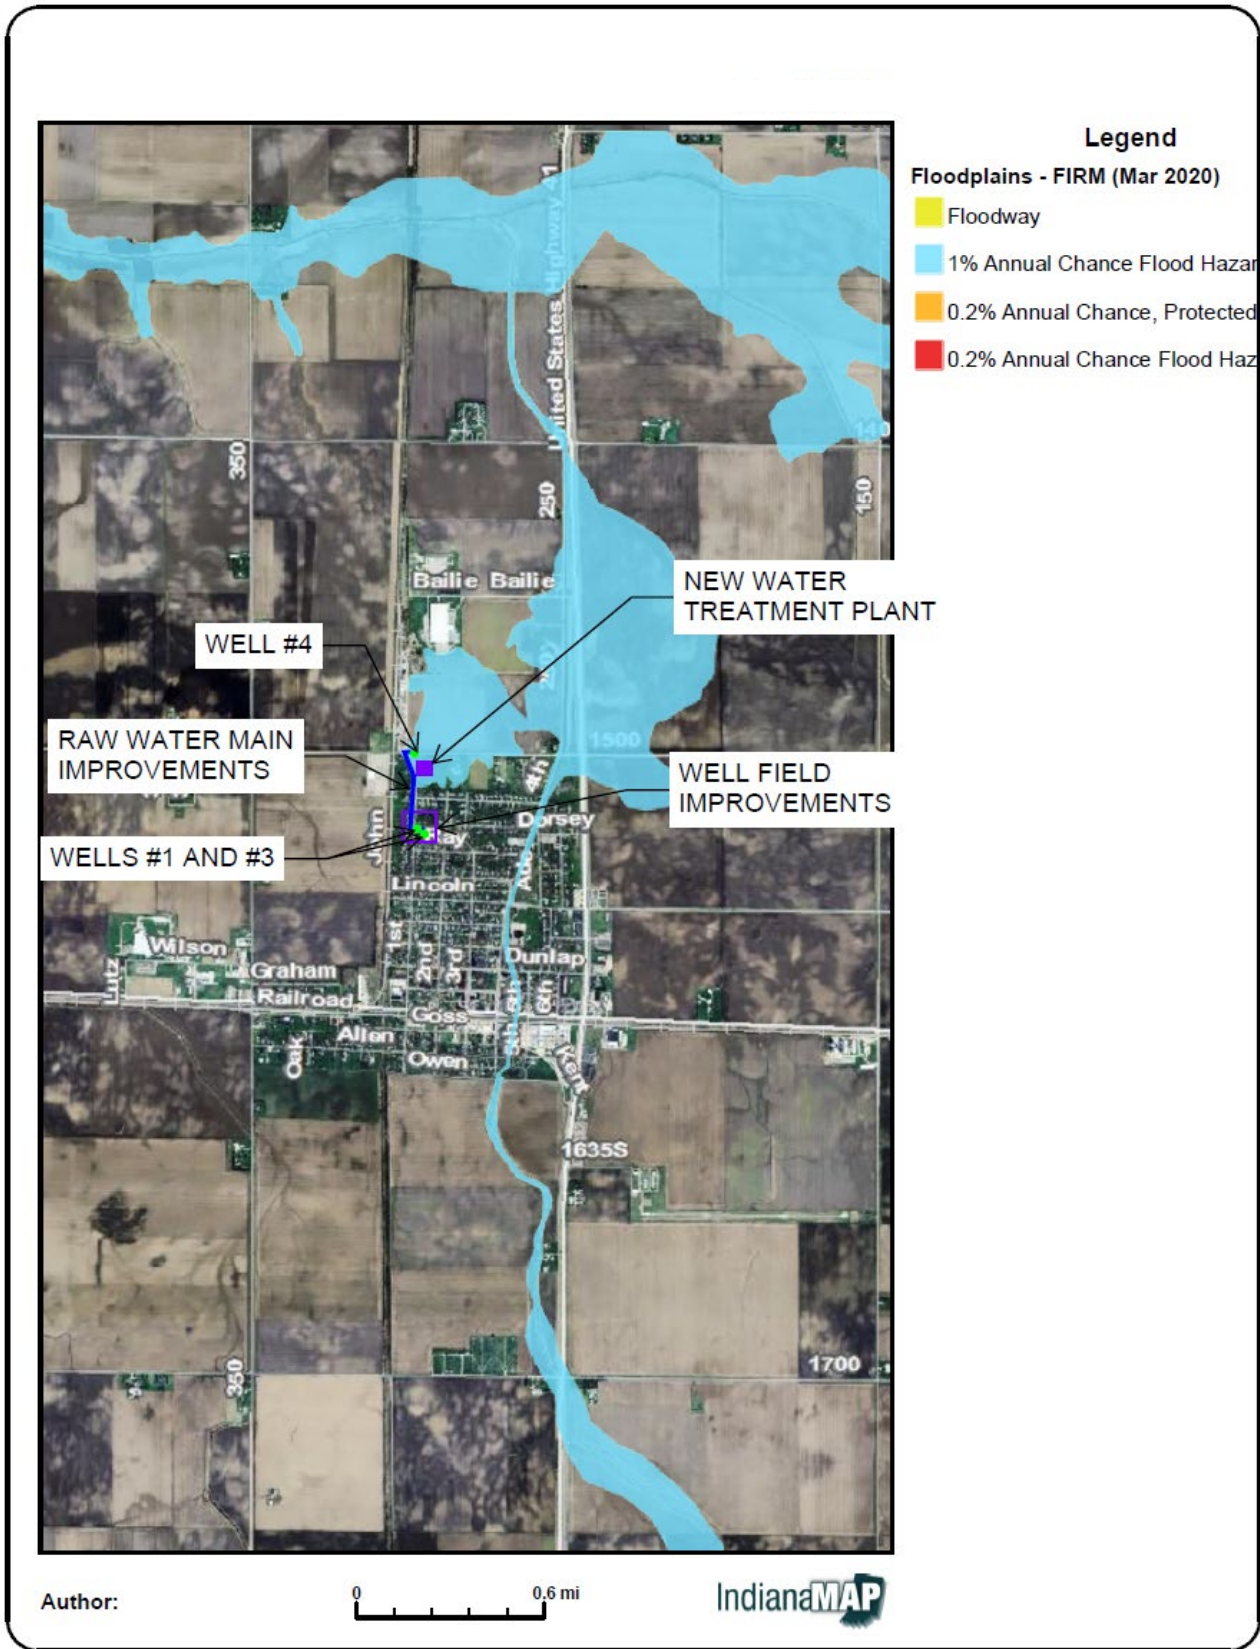 Legend
Floodplains - FIRM (Mar 2020)
Floodway
1% Annual Chance Flood Hazar
0.2% Annual Chance, Protected
0.2% Annual Chance Flood Haz
United States Highway 41
140
350
250
150
Bailie Bailie
NEW WATER
TREATMENT PLANT
WELL #4
1500
RAW WATER MAIN
IMPROVEMENTS
WELL FIELD
IMPROVEMENTS
4th
John
Dorsey
WELLS #1 AND #3
Lincoln
1st
2nd
3rd
Wilson
Lutz
Dunlap
Graham
Railroad
6th
Goss
Allen
Oak
Owen
Kent
1635S
1700
350
Author:
0
0.6 mi
IndianaMAP